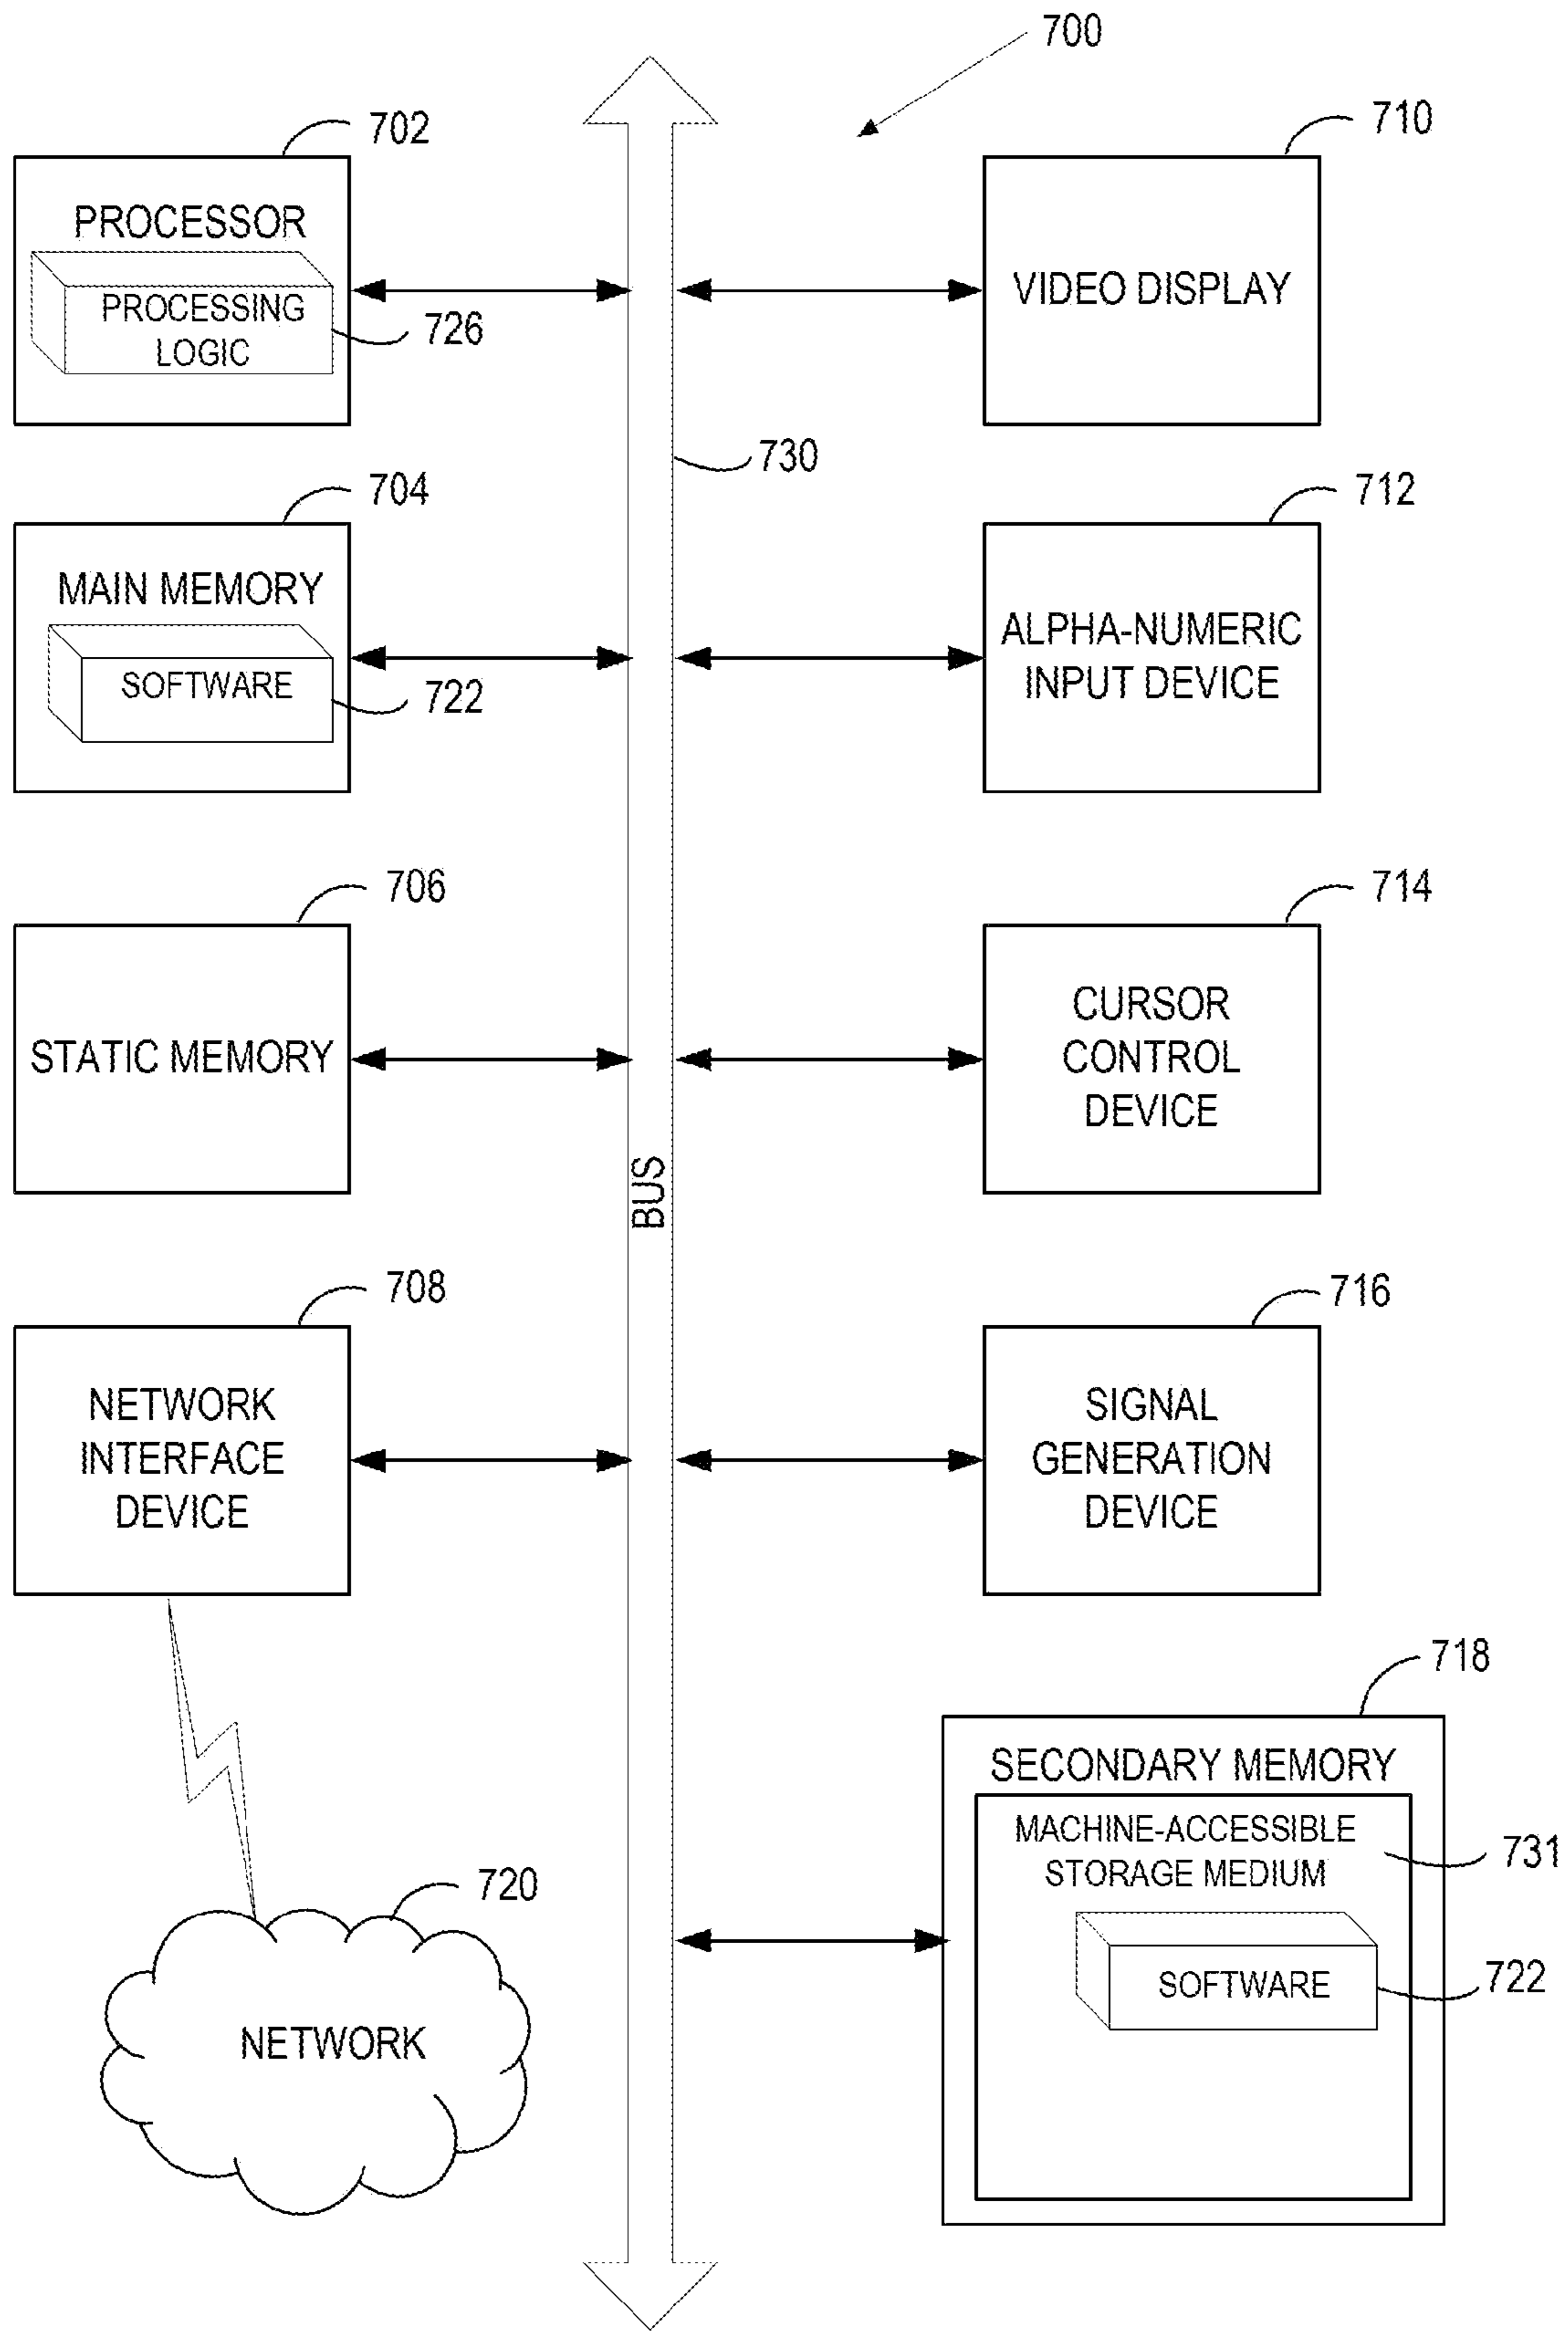 700
702
PROCESSOR
PROCESSING
LOGIC
726
710
VIDEO DISPLAY
730
704
MAIN MEMORY
SOFTWARE
722
712
ALPHA-NUMERIC
INPUT DEVICE
706
STATIC MEMORY
714
CURSOR
CONTROL
DEVICE
BUS
708
NETWORK
INTERFACE
DEVICE
716
SIGNAL
GENERATION
DEVICE
718
SECONDARY MEMORY
MACHINE-ACCESSIBLE
STORAGE MEDIUM
731
SOFTWARE
722
720
NETWORK